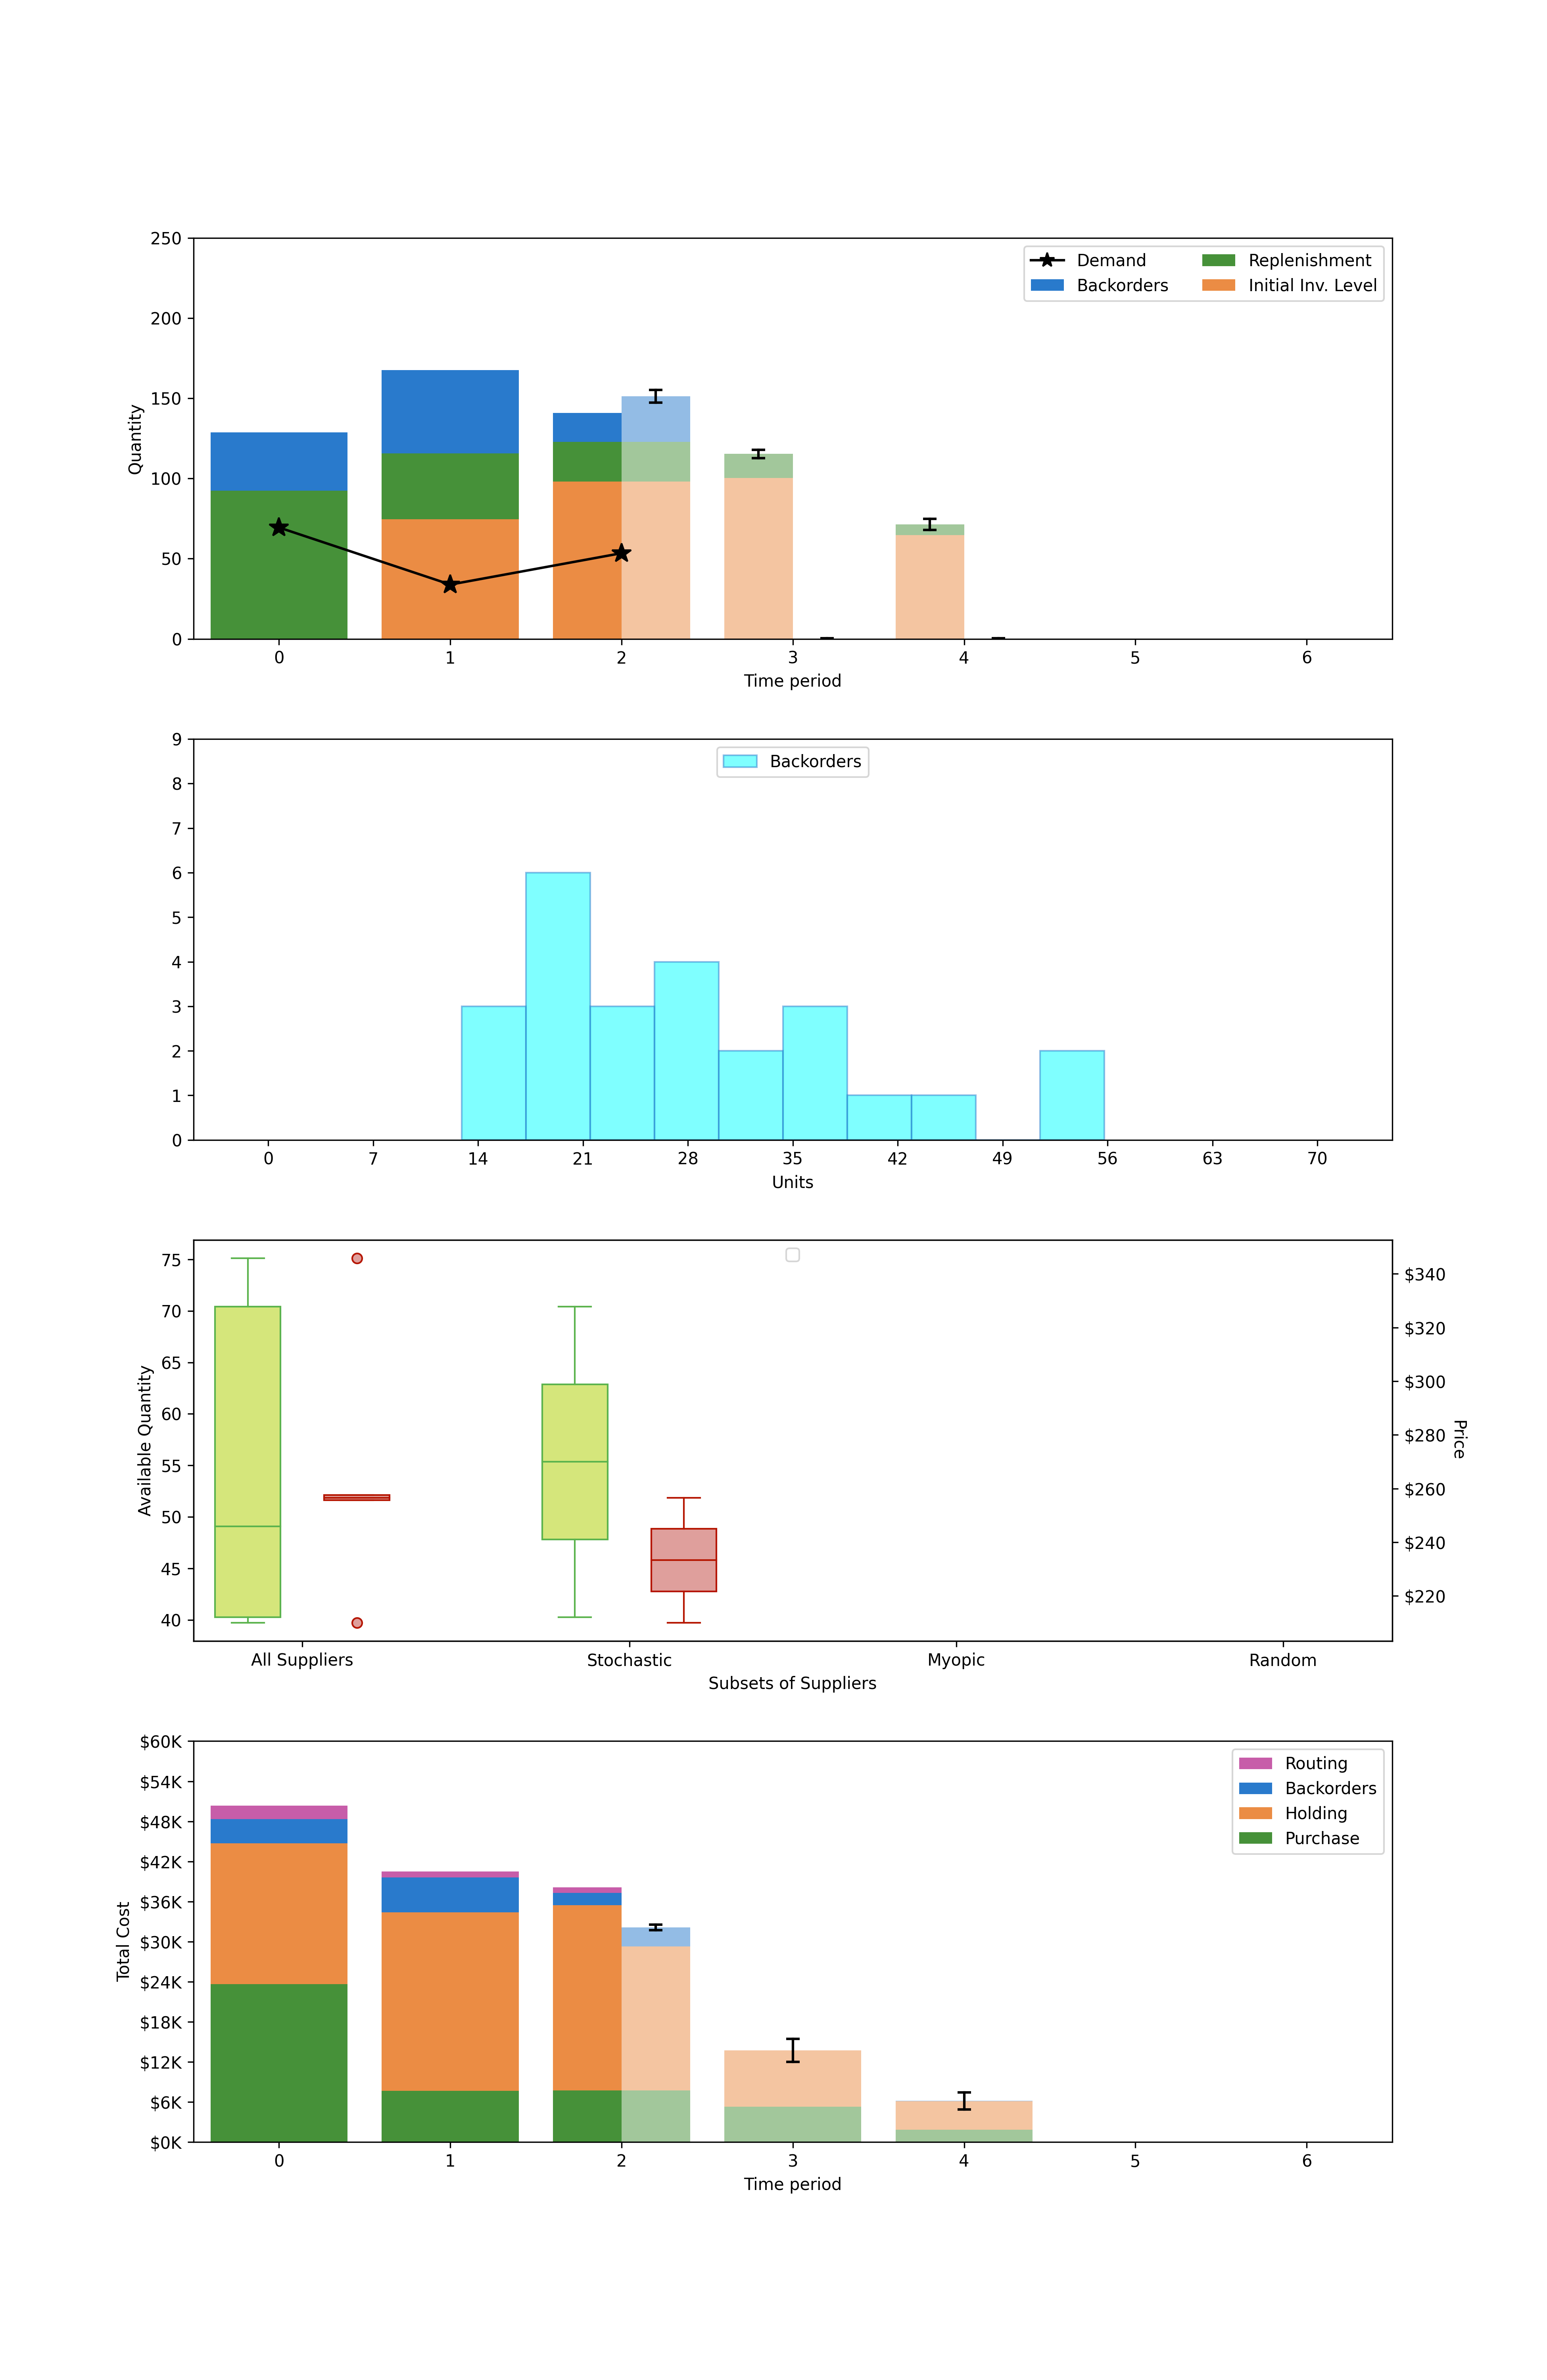 250
200
150
100
50
0
Quantity
Demand
Backorders
Replenishment
Initial Inv. Level
0 1 2 3 4 5 6
Time period
9
8
7
6
5
4
3
2
1
0
Backorders
0 7 14 21 28 35 42 49 56 63 70
Units
75
70
65
60
55
50
45
40
Available Quantity
$340
$320
$300
$280
$260
$240
$220
Price
All Suppliers Stochastic Myopic Random
Subsets of Suppliers
$60K
$54K
$48K
$42K
$36K
$30K
$24K
$18K
$12K
$6K
$0K
Total Cost
Routing
Backorders
Holding
Purchase
0 1 2 3 4 5 6
Time period